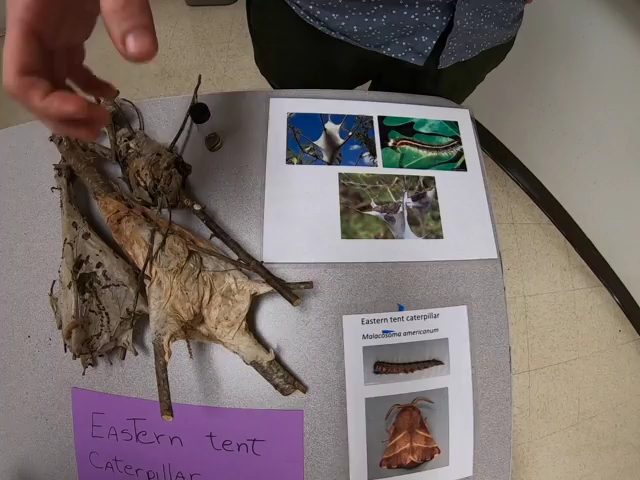 Eastern tent caterpillar
Malacosoma americanum
Eastern tent
Caterpillar